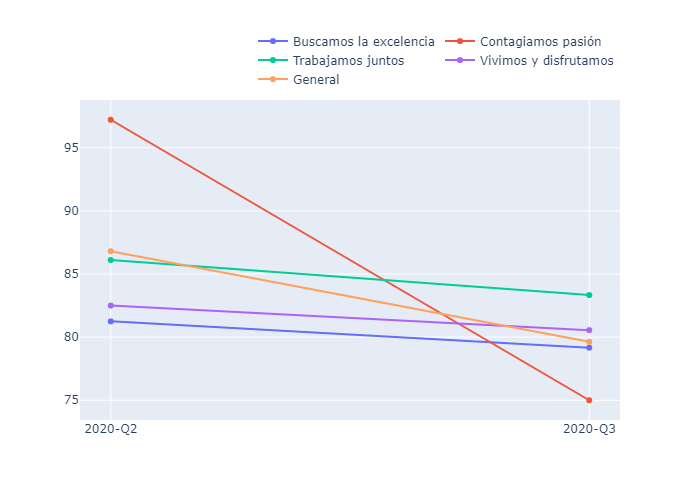 Buscamos la excelencia
Contagiamos pasión
Trabajamos juntos
Vivimos y disfrutamos
General
95
90
85
80
75
2020-Q2
2020-Q3